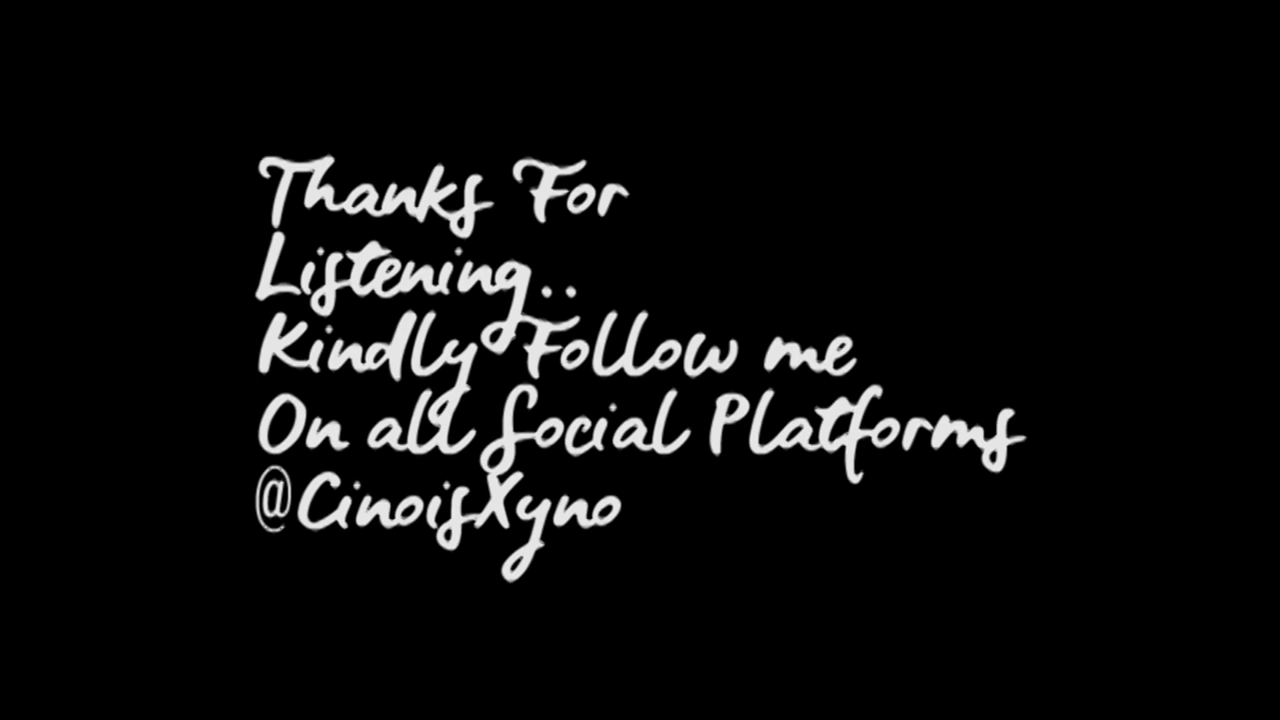 Thanks For
Listening..
Kindly Follow me
On all Social Platforms
@CinoisXyno